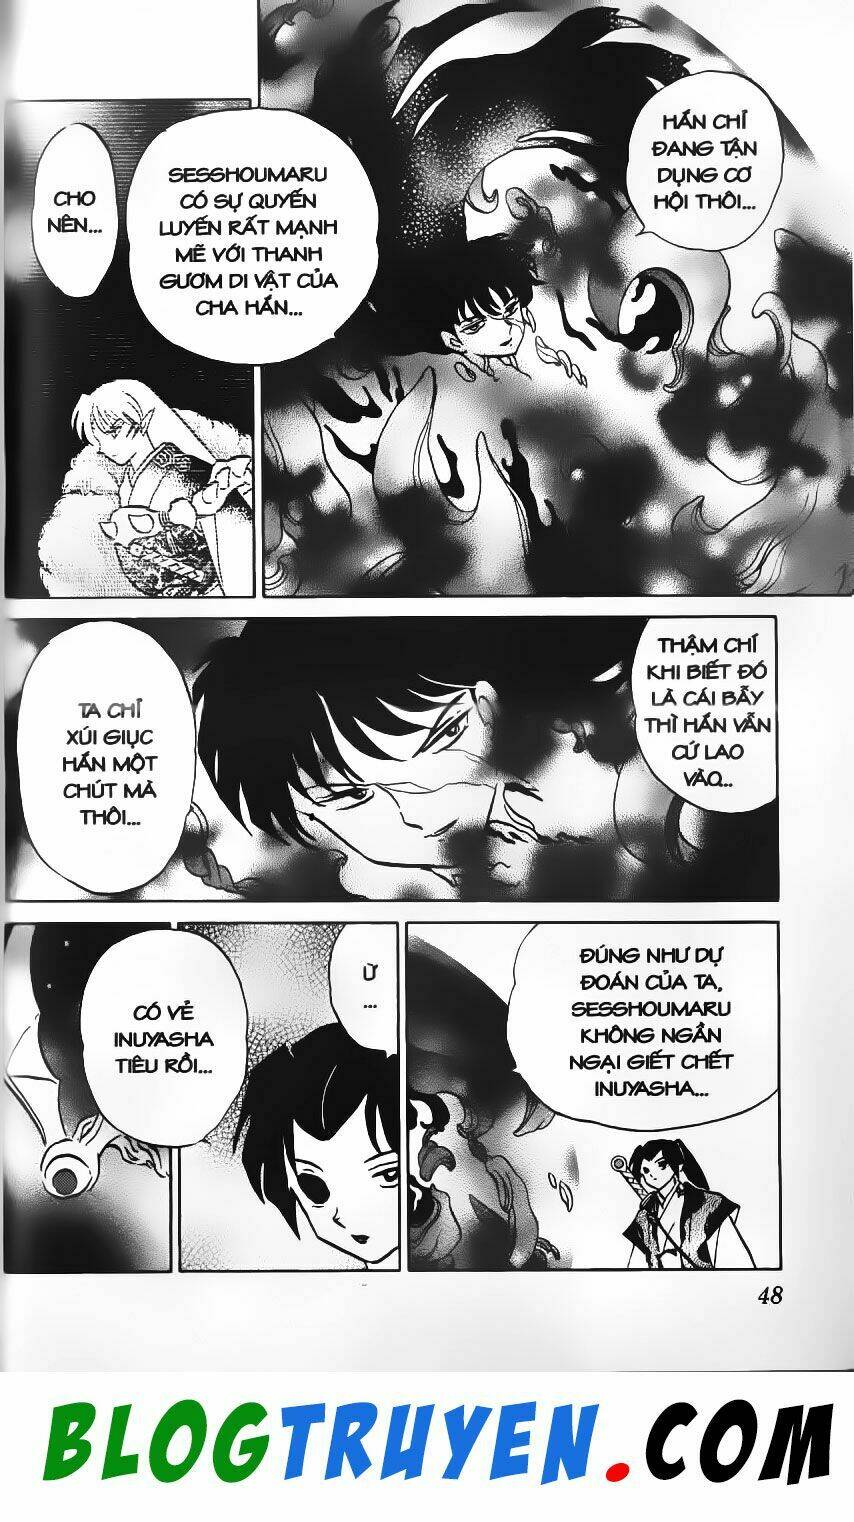 HẮN CHỈ
ĐANG TẬN
DỤNG CƠ
HỘI THÔI...
SESSHOUMARU
CÓ SỰ QUYẾN
LUYẾN RẤT MẠNH
MẼ VỚI THANH
GƯƠM DI VẬT CỦA
CHA HẮN...
CHO
NÊN...
THẬM CHÍ
KHI BIẾT ĐÓ
LÀ CÁI BẪY
THÌ HẮN VẪN
CỨ LAO
VÀO...
TA CHỈ
XÚI GIỤC
HẮN MỘT
CHÚT MÀ
THÔI...
ĐÚNG NHƯ DỰ
ĐOÁN CỦA TA,
SESSHOUMARU
KHÔNG NGẦN
NGẠI GIẾT CHẾT
INUYASHA...
Ừ
...
CÓ VẺ
INUYASHA
TIÊU RỒI...
48
BLOGTRUYEN.COM